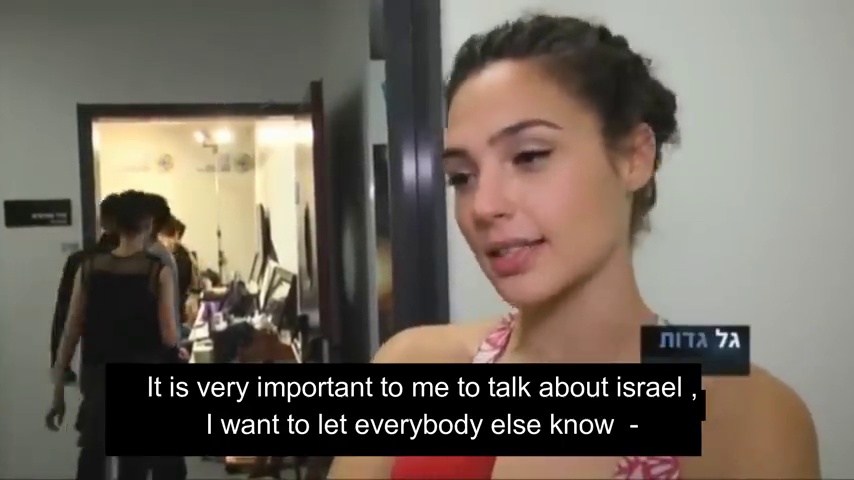 גל גדות
It is very important to me to talk about israel ,
I want to let everybody else know -